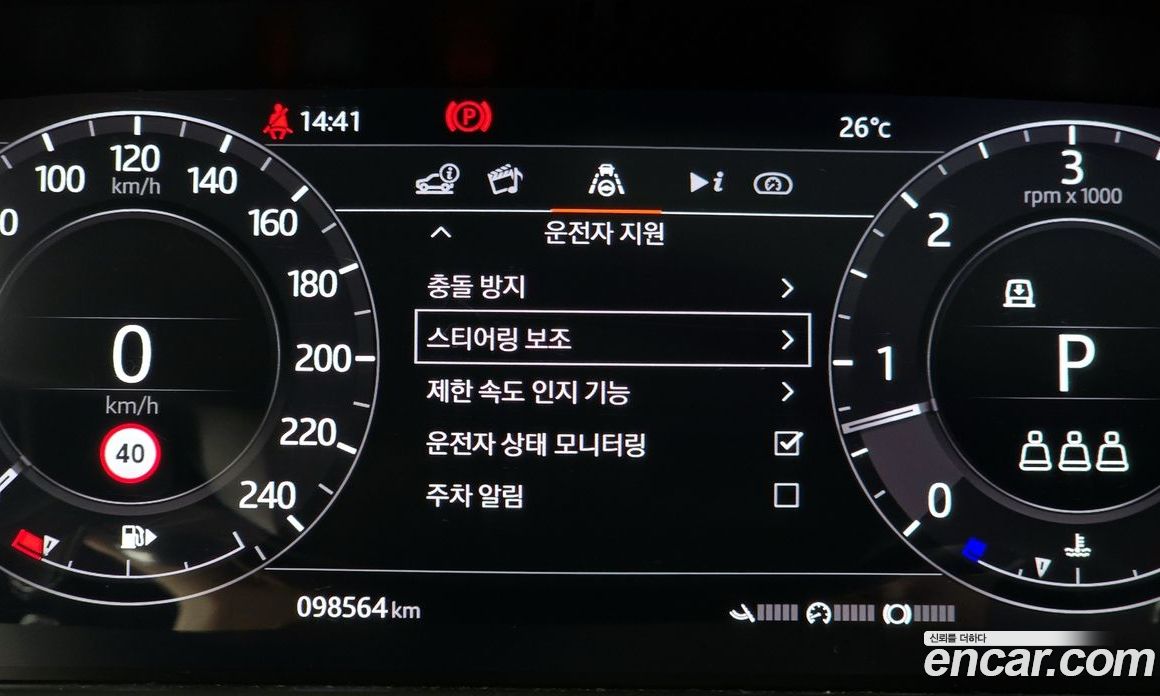 14:41
P
26°c
100
120
km/h
140
160
180
200
220
240
0
km/h
40
i
i
운전자 지원
충돌 방지
스티어링 보조
제한 속도 인지 기능
운전자 상태 모니터링
주차 알림
3
rpm x 1000
2
1
0
P
098564 km
신뢰를 더하다
encar.com